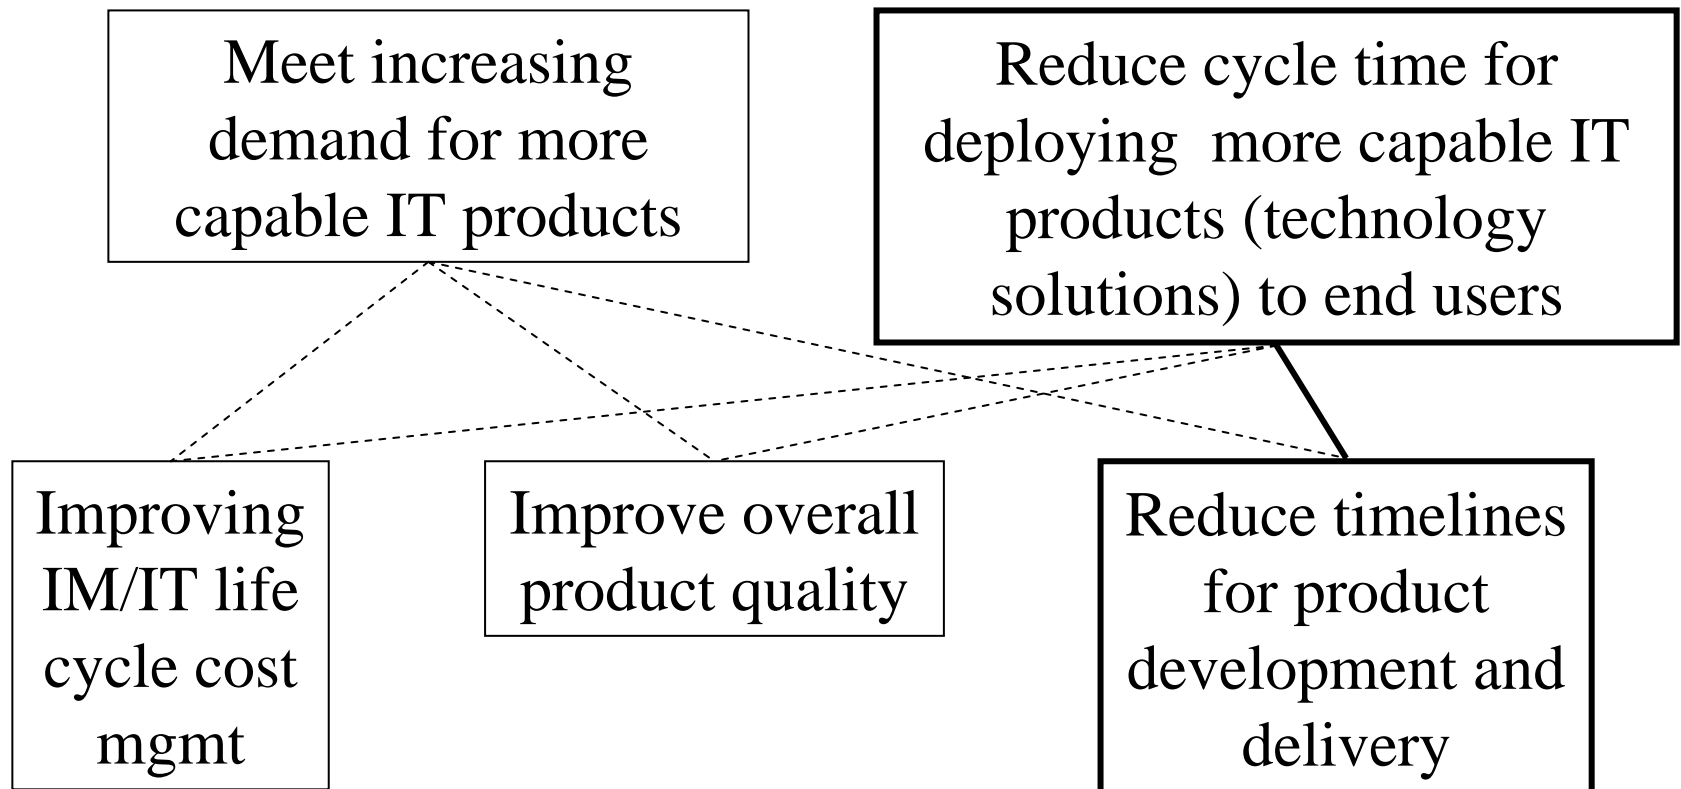 Meet increasing
demand for more
capable IT products
Reduce cycle time for
deploying  more capable IT
products (technology
solutions) to end users
Improving
IM/IT life
cycle cost
mgmt
Improve overall
product quality
Reduce timelines
for product
development and
delivery